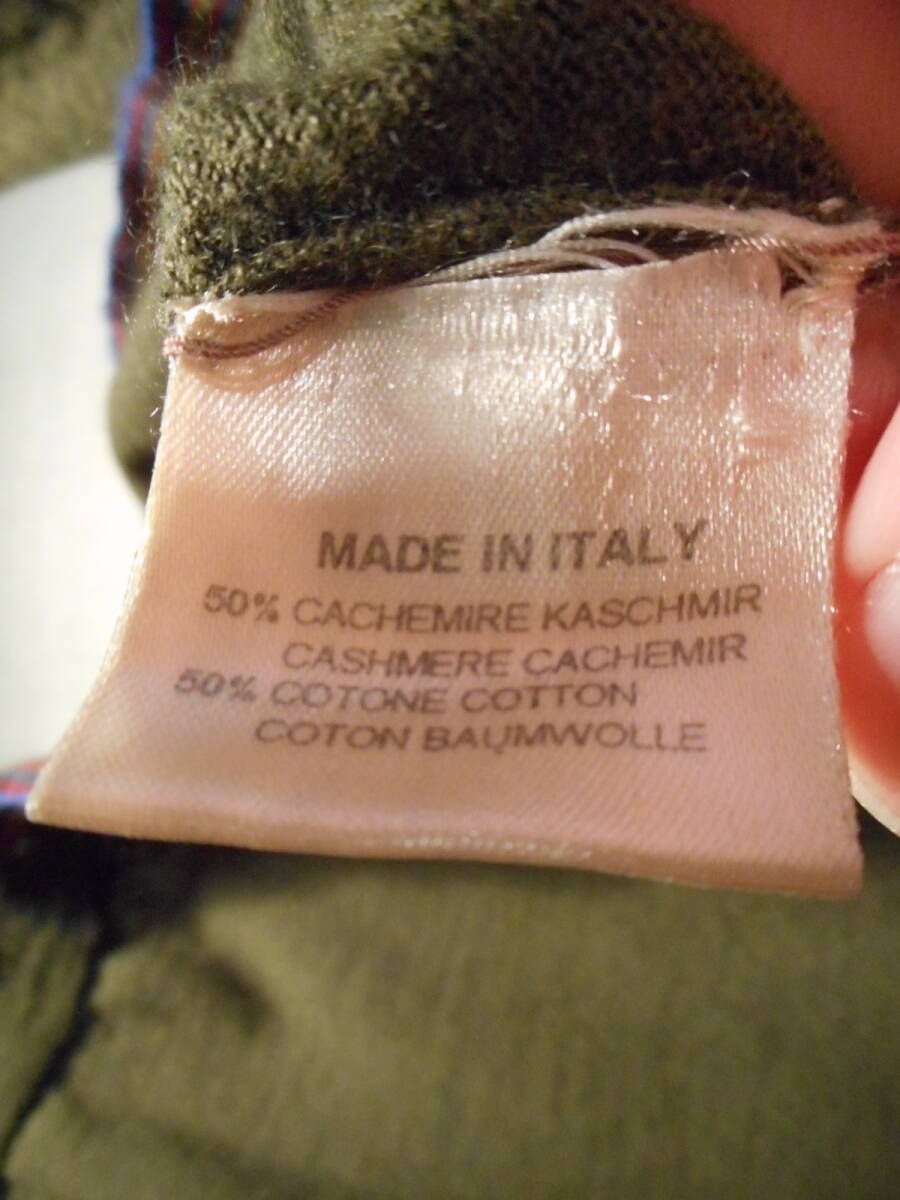 MADE IN ITALY
50% CACHEMIRE KASCHMIR
CASHMERE CACHEMIR
50% COTONE COTTON
COTON BAUMWOLLE